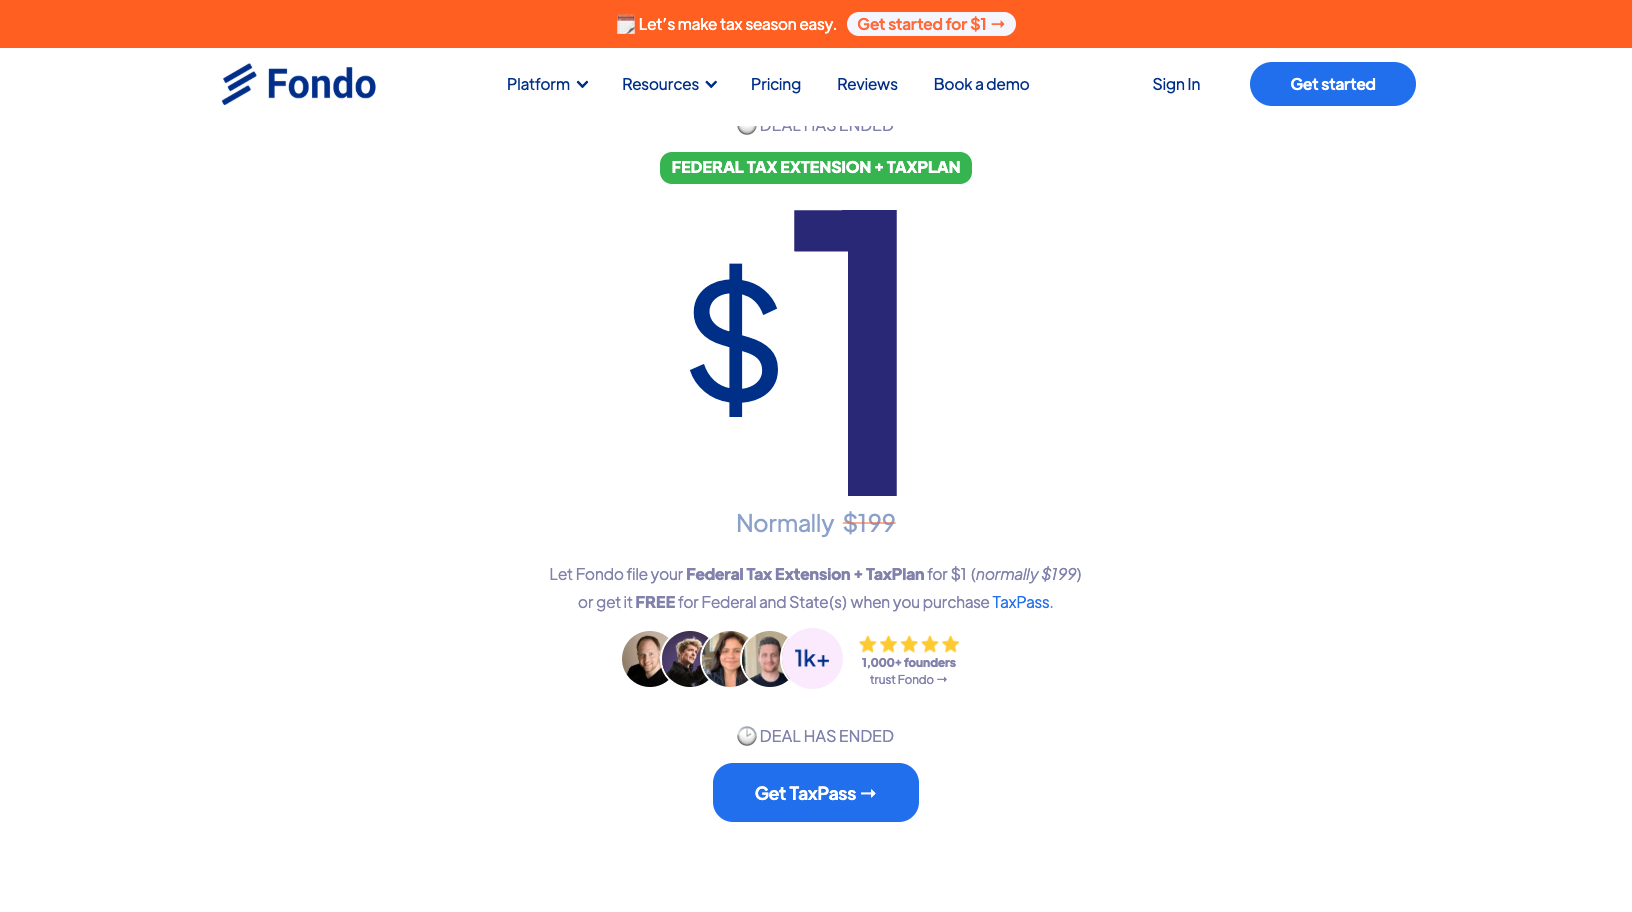 🗓️ Let's make tax season easy. Get started for $1 →
Fondo Platform Resources Pricing Reviews Book a demo Sign In Get started
DEAL HAS ENDED
FEDERAL TAX EXTENSION + TAXPLAN
$1
Normally $199
Let Fondo file your Federal Tax Extension + TaxPlan for $1 (normally $199)
or get it FREE for Federal and State(s) when you purchase TaxPass.
1k+
1,000+ founders
trust Fondo →
🕑 DEAL HAS ENDED
Get TaxPass →